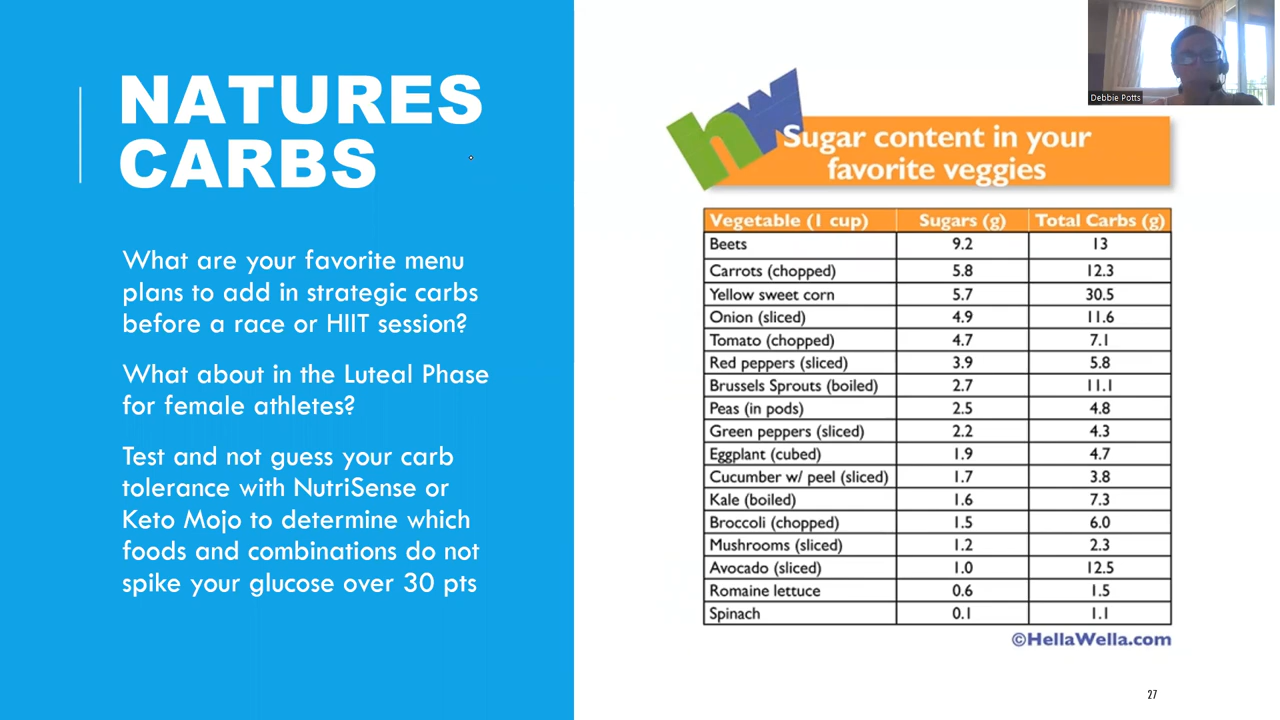 NATURES
CARBS
What are your favorite menu
plans to add in strategic carbs
before a race or HIIT session?
What about in the Luteal Phase
for female athletes?
Test and not guess your carb
tolerance with NutriSense or
Keto Mojo to determine which
foods and combinations do not
spike your glucose over 30 pts
Debbie Potts
hw
Sugar content in your
favorite veggies
Vegetable (1 cup) Sugars (g) Total Carbs (g)
Beets 9.2 13
Carrots (chopped) 5.8 12.3
Yellow sweet corn 5.7 30.5
Onion (sliced) 4.9 11.6
Tomato (chopped) 4.7 7.1
Red peppers (sliced) 3.9 5.8
Brussels Sprouts (boiled) 2.7 11.1
Peas (in pods) 2.5 4.8
Green peppers (sliced) 2.2 4.3
Eggplant (cubed) 1.9 4.7
Cucumber w/ peel (sliced) 1.7 3.8
Kale (boiled) 1.6 7.3
Broccoli (chopped) 1.5 6.0
Mushrooms (sliced) 1.2 2.3
Avocado (sliced) 1.0 12.5
Romaine lettuce 0.6 1.5
Spinach 0.1 1.1
©HellaWella.com
27